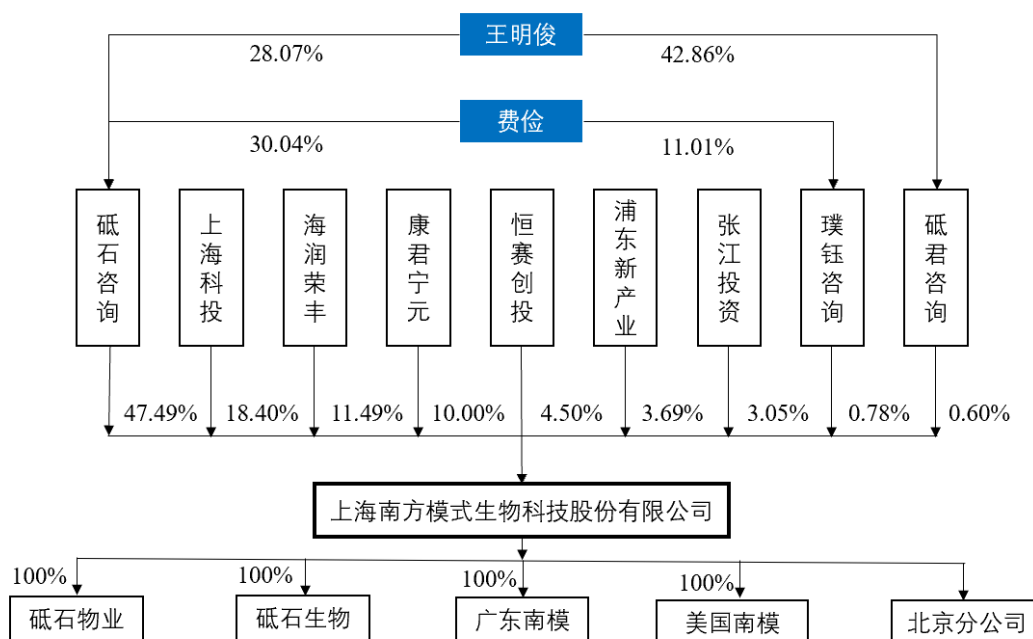 王明俊
28.07%
42.86%
费俭
30.04%
11.01%
砥石咨询
上海科投
海润荣丰
康君宁元
恒赛创投
浦东新产业
张江投资
璞钰咨询
砥君咨询
47.49%
18.40%
11.49%
10.00%
4.50%
3.69%
3.05%
0.78%
0.60%
上海南方模式生物科技股份有限公司
100%
100%
100%
100%
砥石物业
砥石生物
广东南模
美国南模
北京分公司